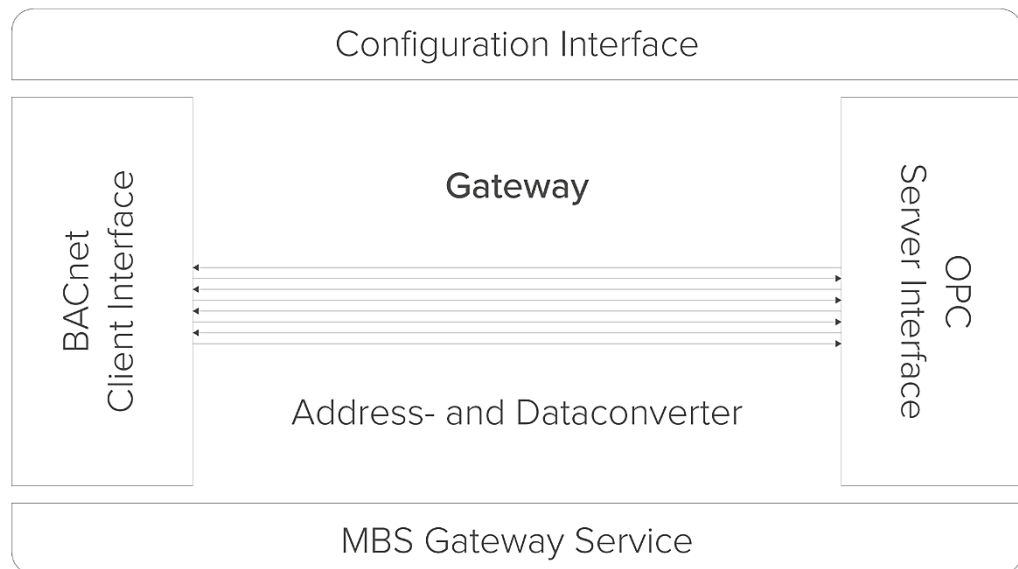 Configuration Interface
BACnet
Client Interface
Gateway
Address- and Dataconverter
OPC
Server Interface
MBS Gateway Service